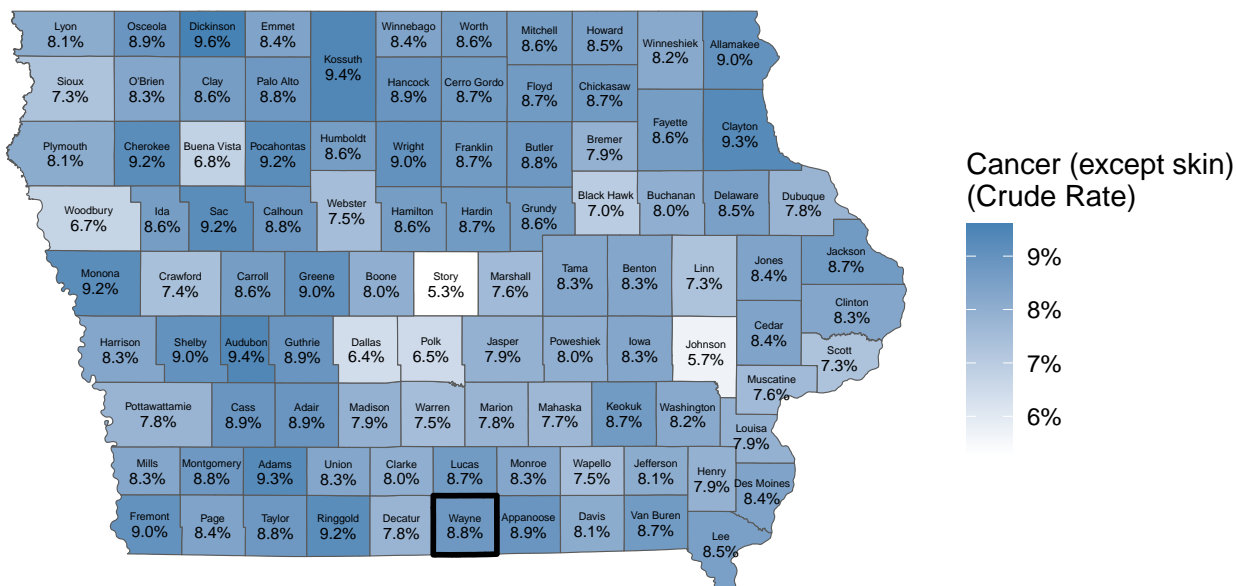 Lyon
8.1%
Osceola
8.9%
Dickinson
9.6%
Emmet
8.4%
Kossuth
9.4%
Winnebago
8.4%
Worth
8.6%
Mitchell
8.6%
Howard
8.5%
Winneshiek
8.2%
Allamakee
9.0%
Sioux
7.3%
O'Brien
8.3%
Clay
8.6%
Palo Alto
8.8%
Hancock
8.9%
Cerro Gordo
8.7%
Floyd
8.7%
Chickasaw
8.7%
Fayette
8.6%
Clayton
9.3%
Plymouth
8.1%
Cherokee
9.2%
Buena Vista
6.8%
Pocahontas
9.2%
Humboldt
8.6%
Wright
9.0%
Franklin
8.7%
Butler
8.8%
Bremer
7.9%
Woodbury
6.7%
Ida
8.6%
Sac
9.2%
Calhoun
8.8%
Webster
7.5%
Hamilton
8.6%
Hardin
8.7%
Grundy
8.6%
Black Hawk
7.0%
Buchanan
8.0%
Delaware
8.5%
Dubuque
7.8%
Monona
9.2%
Crawford
7.4%
Carroll
8.6%
Greene
9.0%
Boone
8.0%
Story
5.3%
Marshall
7.6%
Tama
8.3%
Benton
8.3%
Linn
7.3%
Jones
8.4%
Jackson
8.7%
Clinton
8.3%
Harrison
8.3%
Shelby
9.0%
Audubon
9.4%
Guthrie
8.9%
Dallas
6.4%
Polk
6.5%
Jasper
7.9%
Poweshiek
8.0%
Iowa
8.3%
Johnson
5.7%
Cedar
8.4%
Scott
7.3%
Muscatine
7.6%
Pottawattamie
7.8%
Cass
8.9%
Adair
8.9%
Madison
7.9%
Warren
7.5%
Marion
7.8%
Mahaska
7.7%
Keokuk
8.7%
Washington
8.2%
Louisa
7.9%
Mills
8.3%
Montgomery
8.8%
Adams
9.3%
Union
8.3%
Clarke
8.0%
Lucas
8.7%
Monroe
8.3%
Wapello
7.5%
Jefferson
8.1%
Henry
7.9%
Des Moines
8.4%
Fremont
9.0%
Page
8.4%
Taylor
8.8%
Ringgold
9.2%
Decatur
7.8%
Wayne
8.8%
Appanoose
8.9%
Davis
8.1%
Van Buren
8.7%
Lee
8.5%
Cancer (except skin)
(Crude Rate)
9%
8%
7%
6%